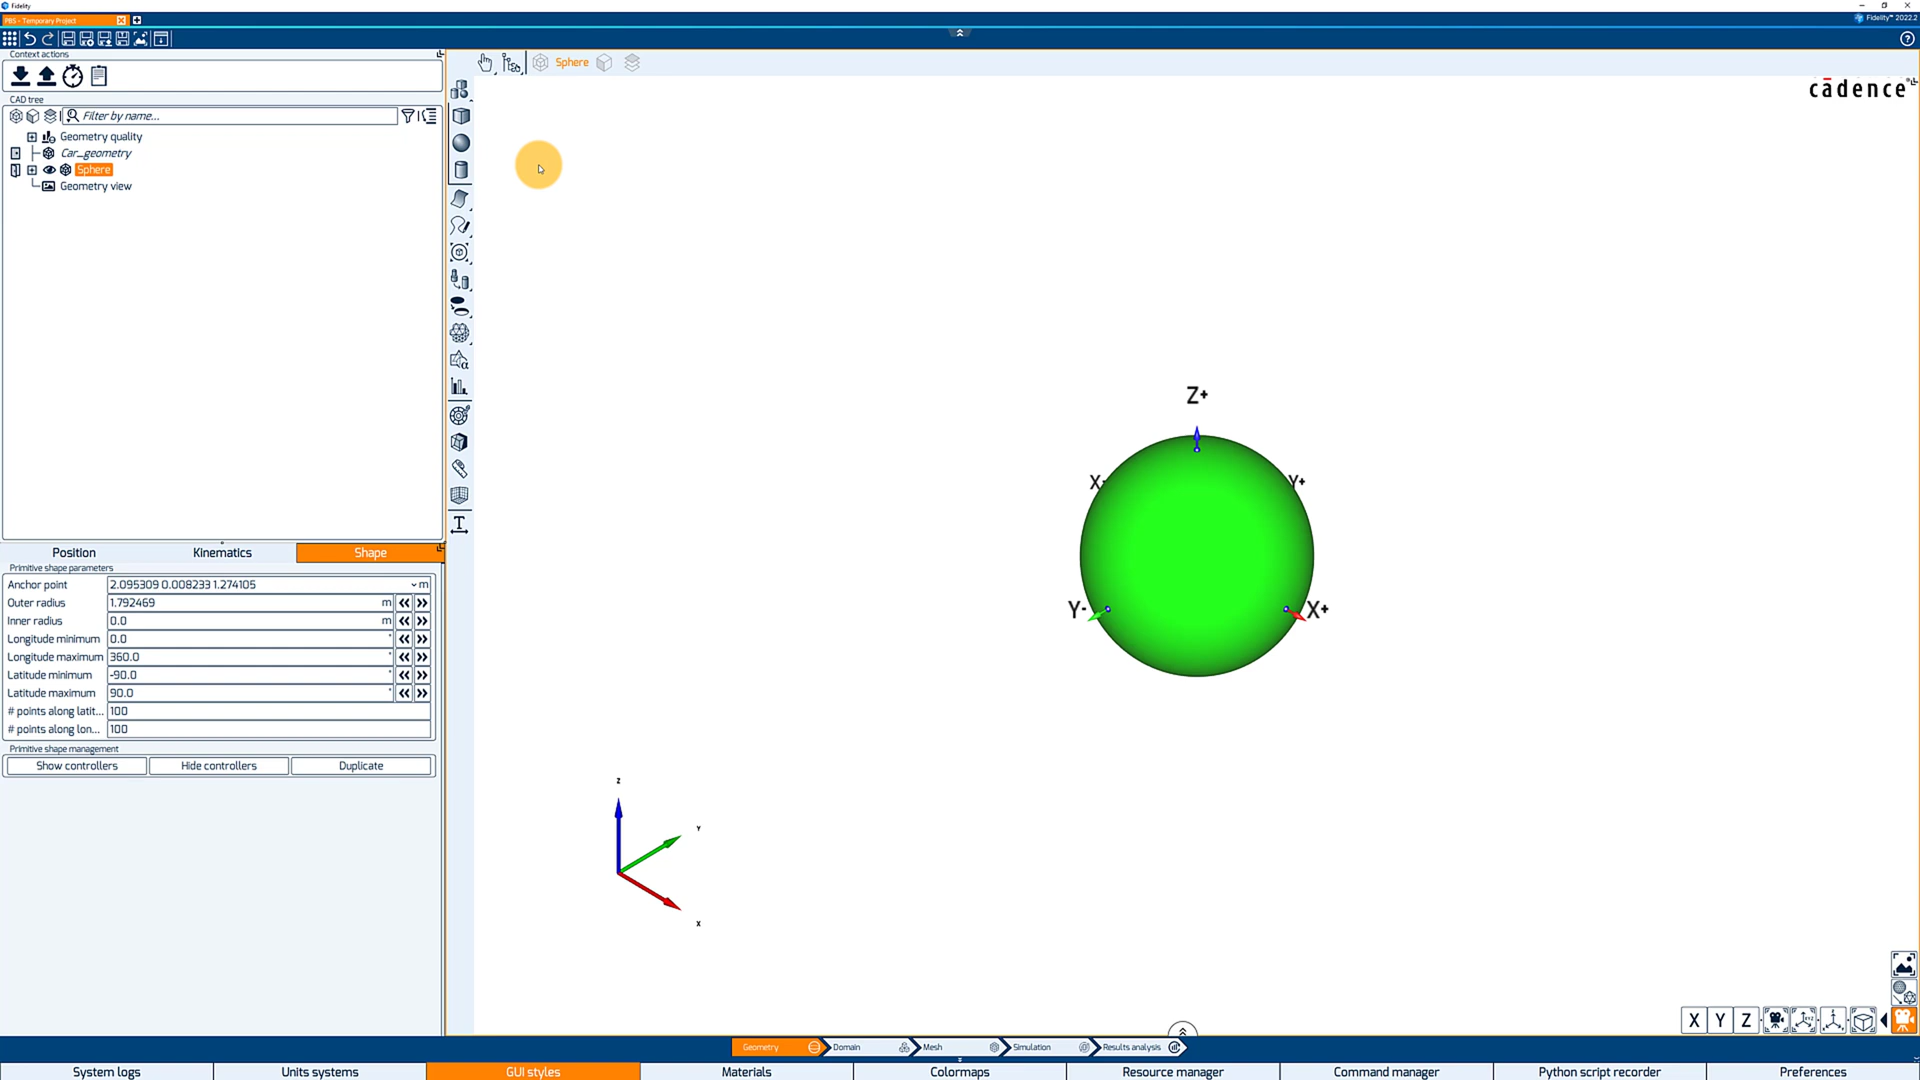 Fidelity
PBS - Temporary Project
Fidelity™ 2022.2
Context actions
CAD tree
Filter by name...
Geometry quality
Car_geometry
Sphere
Geometry view
Sphere
cādence
Z+
X-
Y+
Y-
X+
Z
Y
X
Position
Kinematics
Shape
Primitive shape parameters
Anchor point 2.095309 0.008233 1.274105 m
Outer radius 1.792469 m
Inner radius 0.0 m
Longitude minimum 0.0 °
Longitude maximum 360.0 °
Latitude minimum -90.0 °
Latitude maximum 90.0 °
# points along latit... 100
# points along lon... 100
Primitive shape management
Show controllers
Hide controllers
Duplicate
X Y Z
Geometry
Domain
Mesh
Simulation
Results analysis
System logs
Units systems
GUI styles
Materials
Colormaps
Resource manager
Command manager
Python script recorder
Preferences